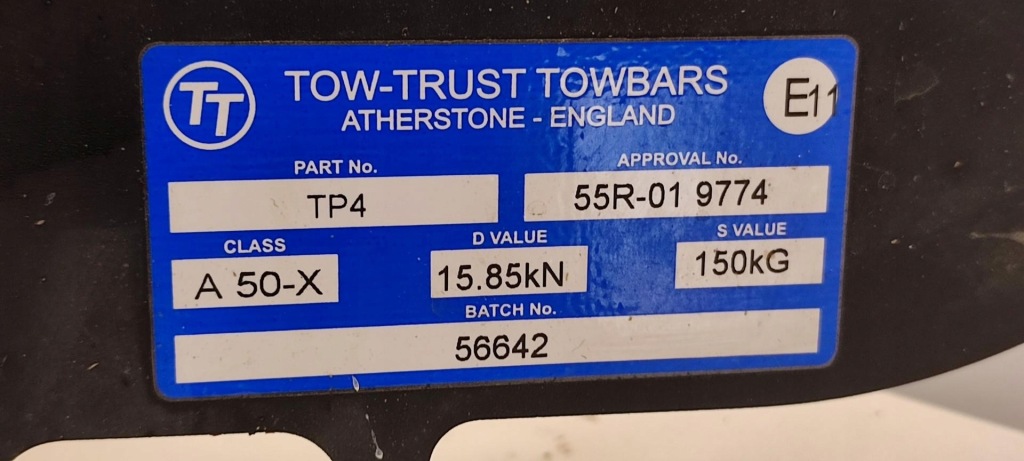 TT
TOW-TRUST TOWBARS
E11
ATHERSTONE - ENGLAND
PART No.
APPROVAL No.
TP4
55R-01 9774
CLASS
D VALUE
S VALUE
A 50-X
15.85kN
150kG
BATCH No.
56642